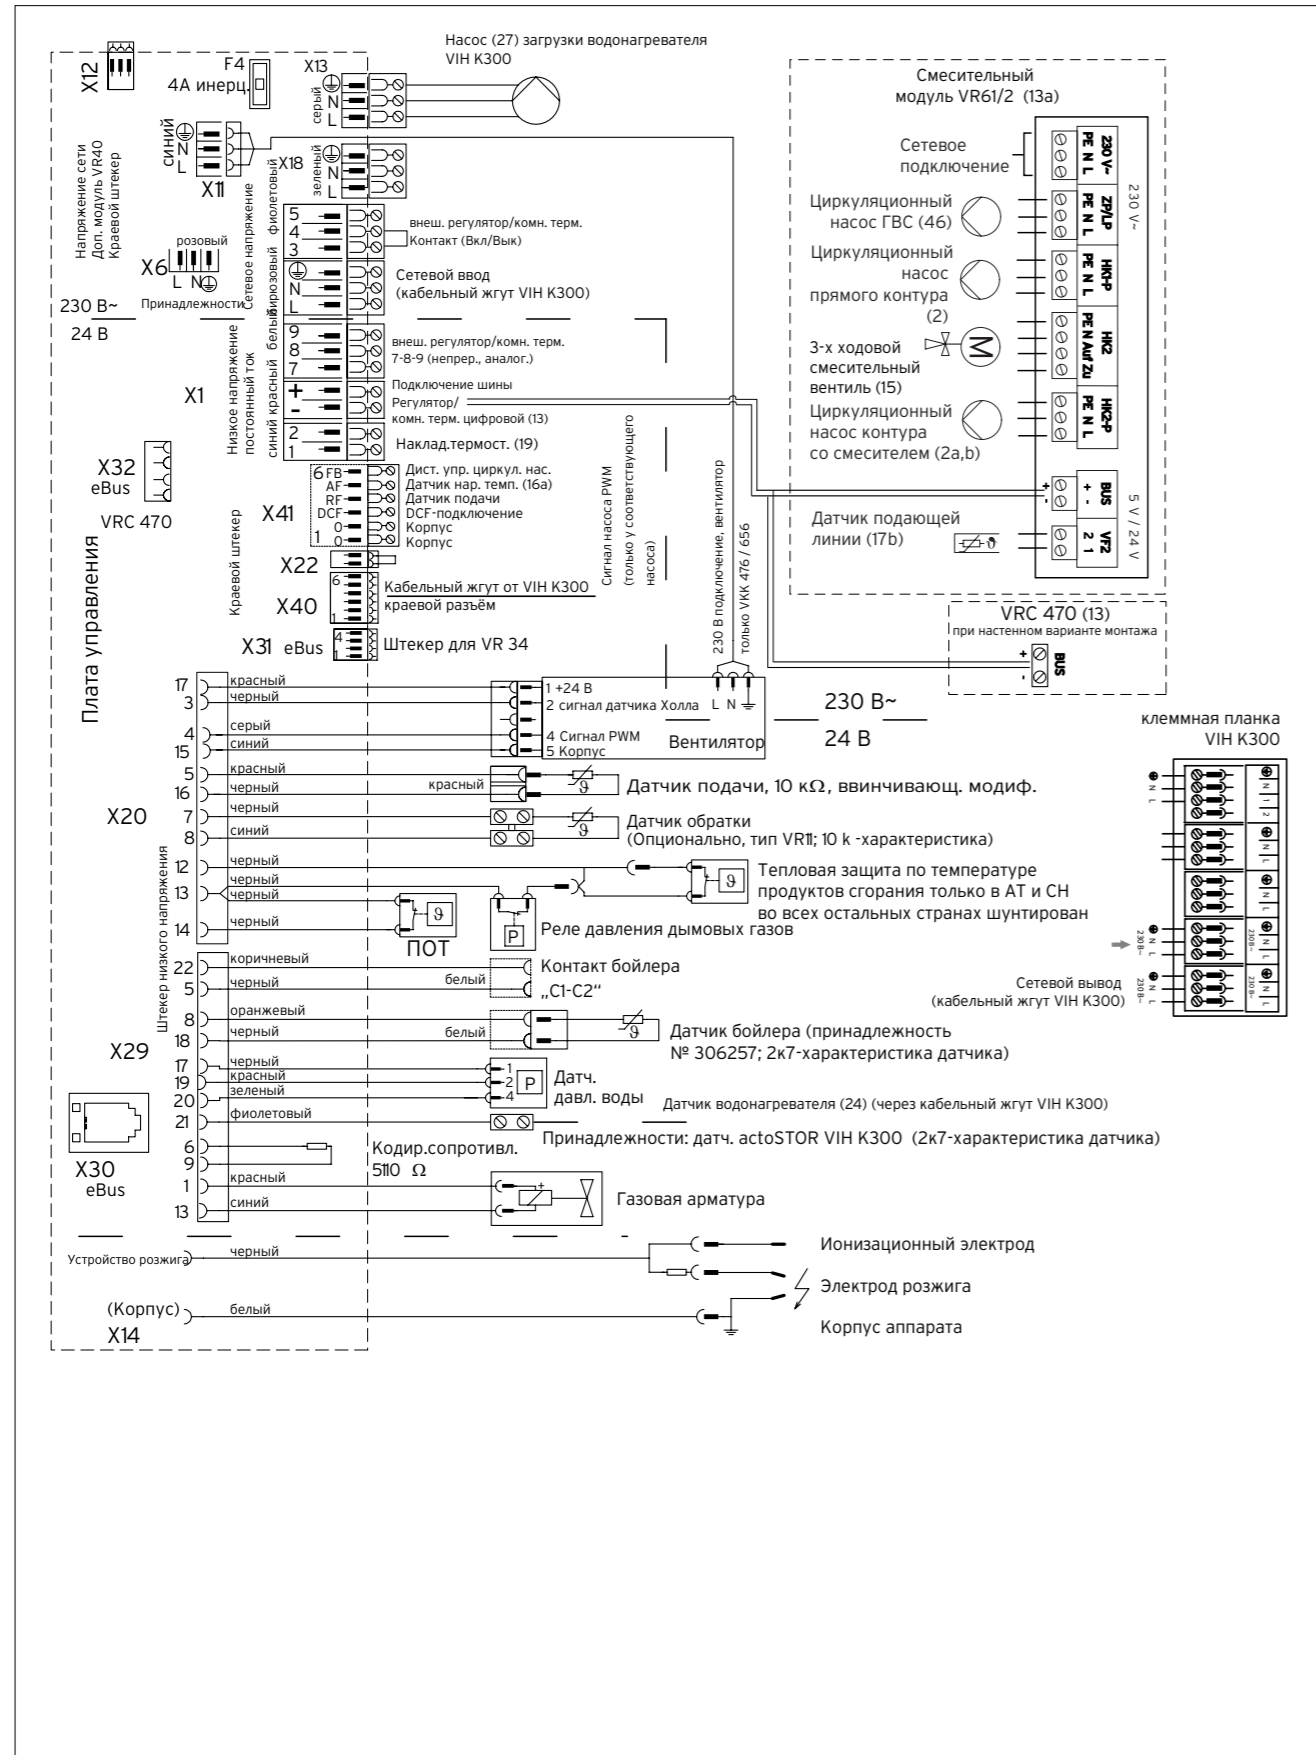 Насос (27) загрузки водонагревателя
VIH K300
X12
F4
4А инерц.
X13
серый
N
L
синий
N
L
X11
X18
зеленый
N
L
Напряжение сети
Доп. модуль VR40
Краевой штекер
розовый
X6
L N
Принадлежности
Сетевое напряжение
фиолетовый
5
4
3
внеш. регулятор/комн. терм.
Контакт (Вкл/Вык)
бирюзовый
N
L
Сетевой ввод
(кабельный жгут VIH K300)
230 В~
24 В
X1
Низкое напряжение
постоянный ток
белый
9
8
7
внеш. регулятор/комн. терм.
7-8-9 (непрер., аналог.)
красный
+
-
Подключение шины
Регулятор/
комн. терм. цифровой (13)
синий
2
1
Наклад.термост. (19)
X32
eBus
VRC 470
Плата управления
Краевой штекер
X41
6 FB
AF
RF
DCF
0
1 0
Дист. упр. циркул. нас.
Датчик нар. темп. (16a)
Датчик подачи
DCF-подключение
Корпус
Корпус
X22
X40
6
1
Кабельный жгут от VIH K300
краевой разъём
X31 eBus
4
1
Штекер для VR 34
Сигнал насоса PWM
(только у соответствующего
насоса)
230 В подключение, вентилятор
только VKK 476 / 656
Смесительный
модуль VR61/2 (13a)
Сетевое
подключение
Циркуляционный
насос ГВС (46)
Циркуляционный
насос
прямого контура
(2)
3-х ходовой
смесительный
вентиль (15)
M
Циркуляционный
насос контура
со смесителем (2a,b)
Датчик подающей
линии (17b)
ϑ
230 V~
PE N L
ZP/LP
PE N L
HK1-P
PE N L
HK2
PE N Auf Zu
HK2-P
PE N L
BUS
+ -
VF2
2 1
230 V~
5 V / 24 V
+
-
VRC 470 (13)
при настенном варианте монтажа
+
-
BUS
X20
Штекер низкого напряжения
17 красный
3 черный
4 серый
15 синий
1 +24 В
2 сигнал датчика Холла
4 Сигнал PWM
5 Корпус
L N
Вентилятор
230 В~
24 В
5 красный
16 черный
красный
ϑ
Датчик подачи, 10 кΩ, ввинчивающ. модиф.
7 черный
8 синий
ϑ
Датчик обратки
(Опционально, тип VR11; 10 k -характеристика)
12 черный
13 черный
черный
14 черный
ϑ
ПОТ
P
Реле давления дымовых газов
ϑ
Тепловая защита по температуре
продуктов сгорания только в AT и CH
во всех остальных странах шунтирован
22 коричневый
5 черный
белый
Контакт бойлера
„C1-C2“
8 оранжевый
18 черный
белый
ϑ
Датчик бойлера (принадлежность
№ 306257; 2к7-характеристика датчика)
X29
17 черный
19 красный
20 зеленый
1
2
4
P
Датч.
давл. воды
21 фиолетовый
Датчик водонагревателя (24) (через кабельный жгут VIH K300)
Принадлежности: датч. actoSTOR VIH K300 (2к7-характеристика датчика)
6
9
Кодир.сопротивл.
5110 Ω
X30
eBus
1 красный
13 синий
+
Газовая арматура
Устройство розжига
черный
Ионизационный электрод
Электрод розжига
(Корпус)
X14
белый
Корпус аппарата
клеммная планка
VIH K300
N
L
N
1
2
N
L
N
L
230 В~
N
L
230 В~
N
L
Сетевой вывод
(кабельный жгут VIH K300)
230 В~
N
L
230 В~
N
L